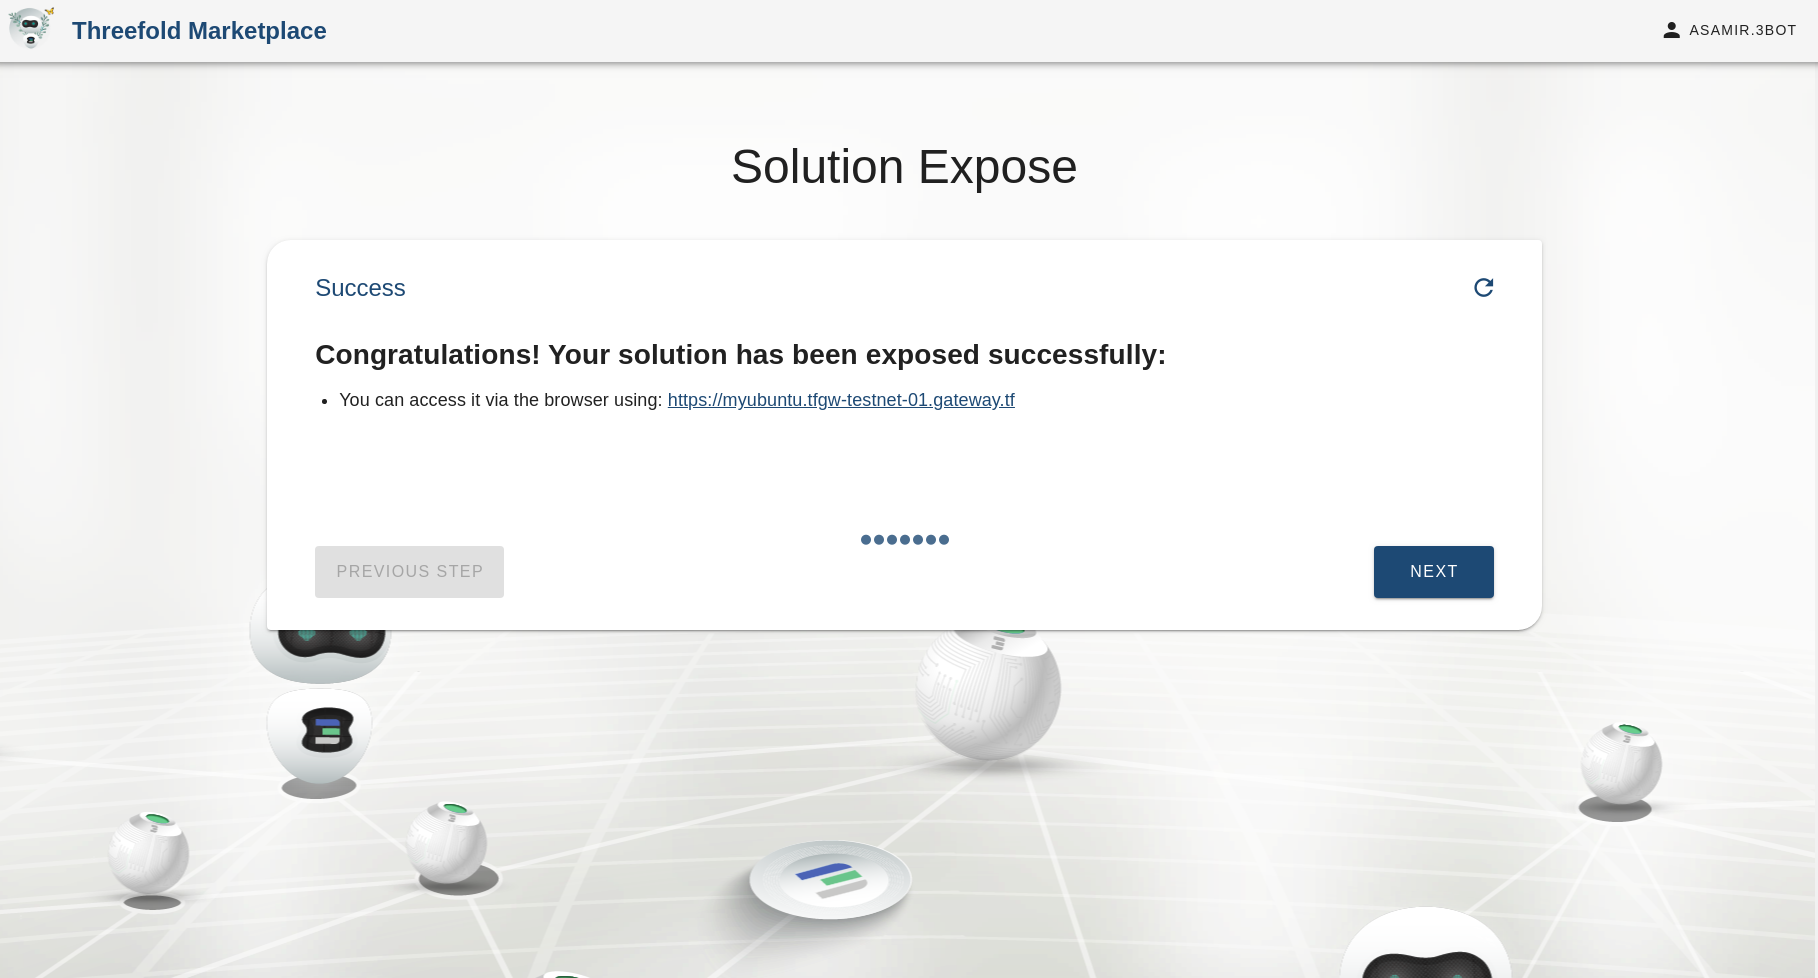 Threefold Marketplace
ASAMIR.3BOT
Solution Expose
Success
Congratulations! Your solution has been exposed successfully:
• You can access it via the browser using: https://myubuntu.tfgw-testnet-01.gateway.tf
PREVIOUS STEP
NEXT